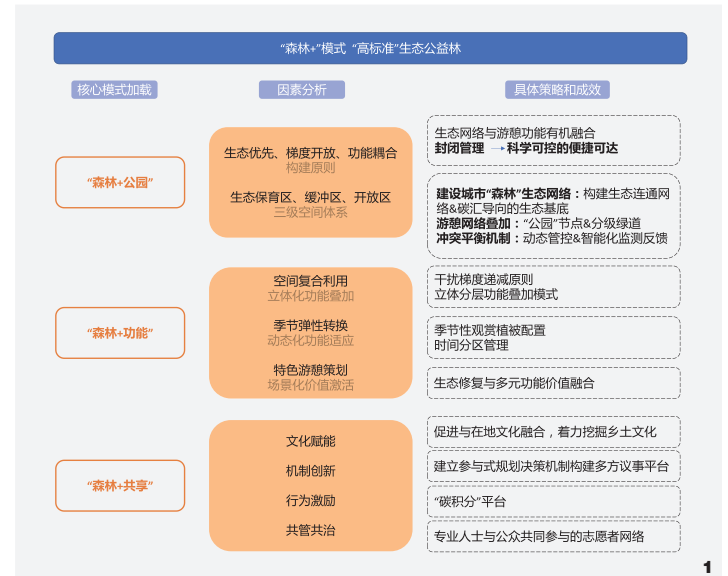 “森林+”模式 “高标准”生态公益林
核心模式加载
因素分析
具体策略和成效
“森林+公园”
生态优先、梯度开放、功能耦合
构建原则
生态保育区、缓冲区、开放区
三级空间体系
生态网络与游憩功能有机融合
封闭管理 → 科学可控的便捷可达
建设城市“森林”生态网络：构建生态连通网
络&碳汇导向的生态基底
游憩网络叠加：“公园”节点&分级绿道
冲突平衡机制：动态管控&智能化监测反馈
“森林+功能”
空间复合利用
立体化功能叠加
季节弹性转换
动态化功能适应
特色游憩策划
场景化价值激活
干扰梯度递减原则
立体分层功能叠加模式
季节性观赏植被配置
时间分区管理
生态修复与多元功能价值融合
“森林+共享”
文化赋能
机制创新
行为激励
共管共治
促进与在地文化融合，着力挖掘乡土文化
建立参与式规划决策机制构建多方议事平台
“碳积分”平台
专业人士与公众共同参与的志愿者网络
1